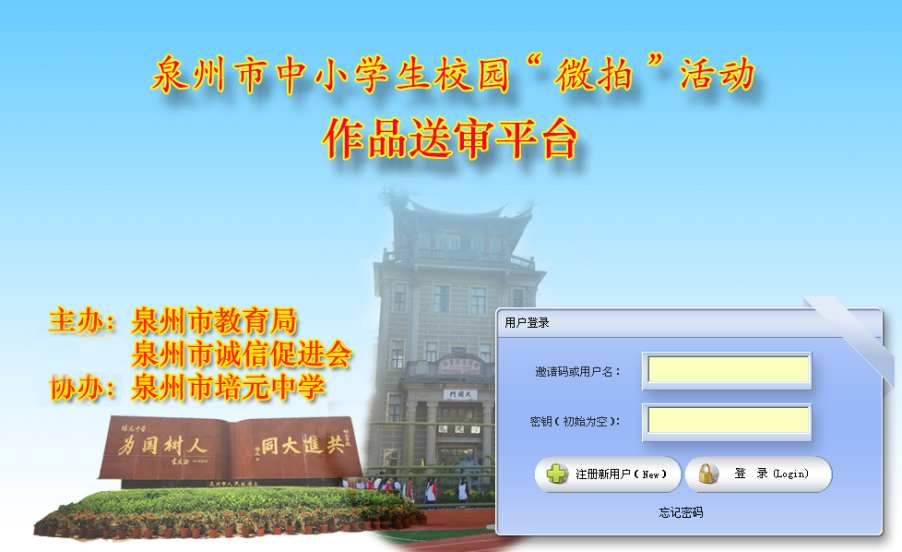 泉州市中小学生校园“微拍”活动
作品送审平台
主办：泉州市教育局
泉州市诚信促进会
协办：泉州市培元中学
培元中学
为国树人
共進大同
用户登录
邀请码或用户名：
密钥（初始为空）：
注册新用户（New）
登 录（Login）
忘记密码